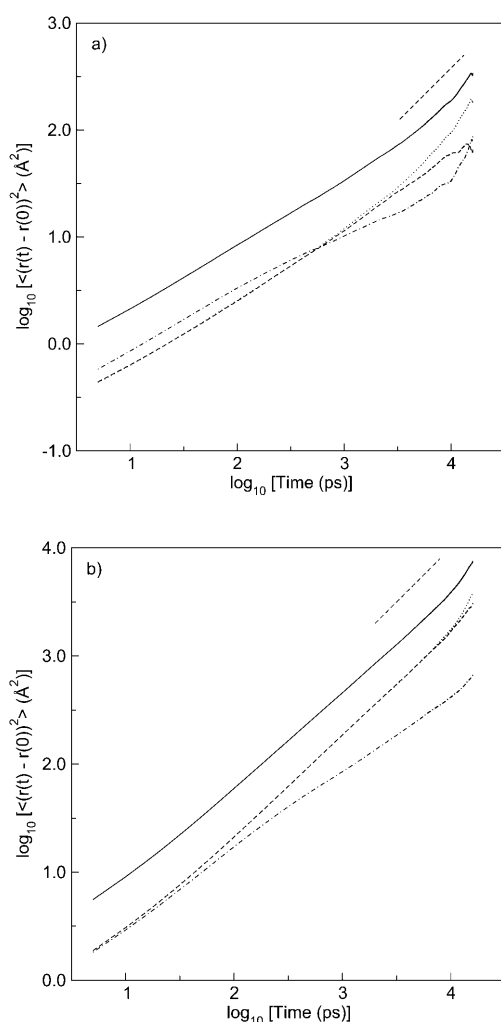 a)
3.0
2.0
1.0
0.0
-1.0
log10 [<(r(t) - r(0))²> (Å²)]
1 2 3 4
log10 [Time (ps)]
b)
4.0
3.0
2.0
1.0
0.0
log10 [<(r(t) - r(0))²> (Å²)]
1 2 3 4
log10 [Time (ps)]